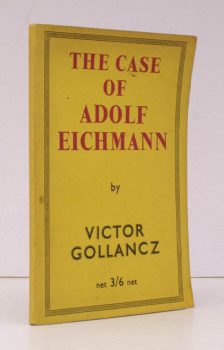 THE CASE
OF
ADOLF
EICHMANN
by
VICTOR
GOLLANCZ
net 3/6 net